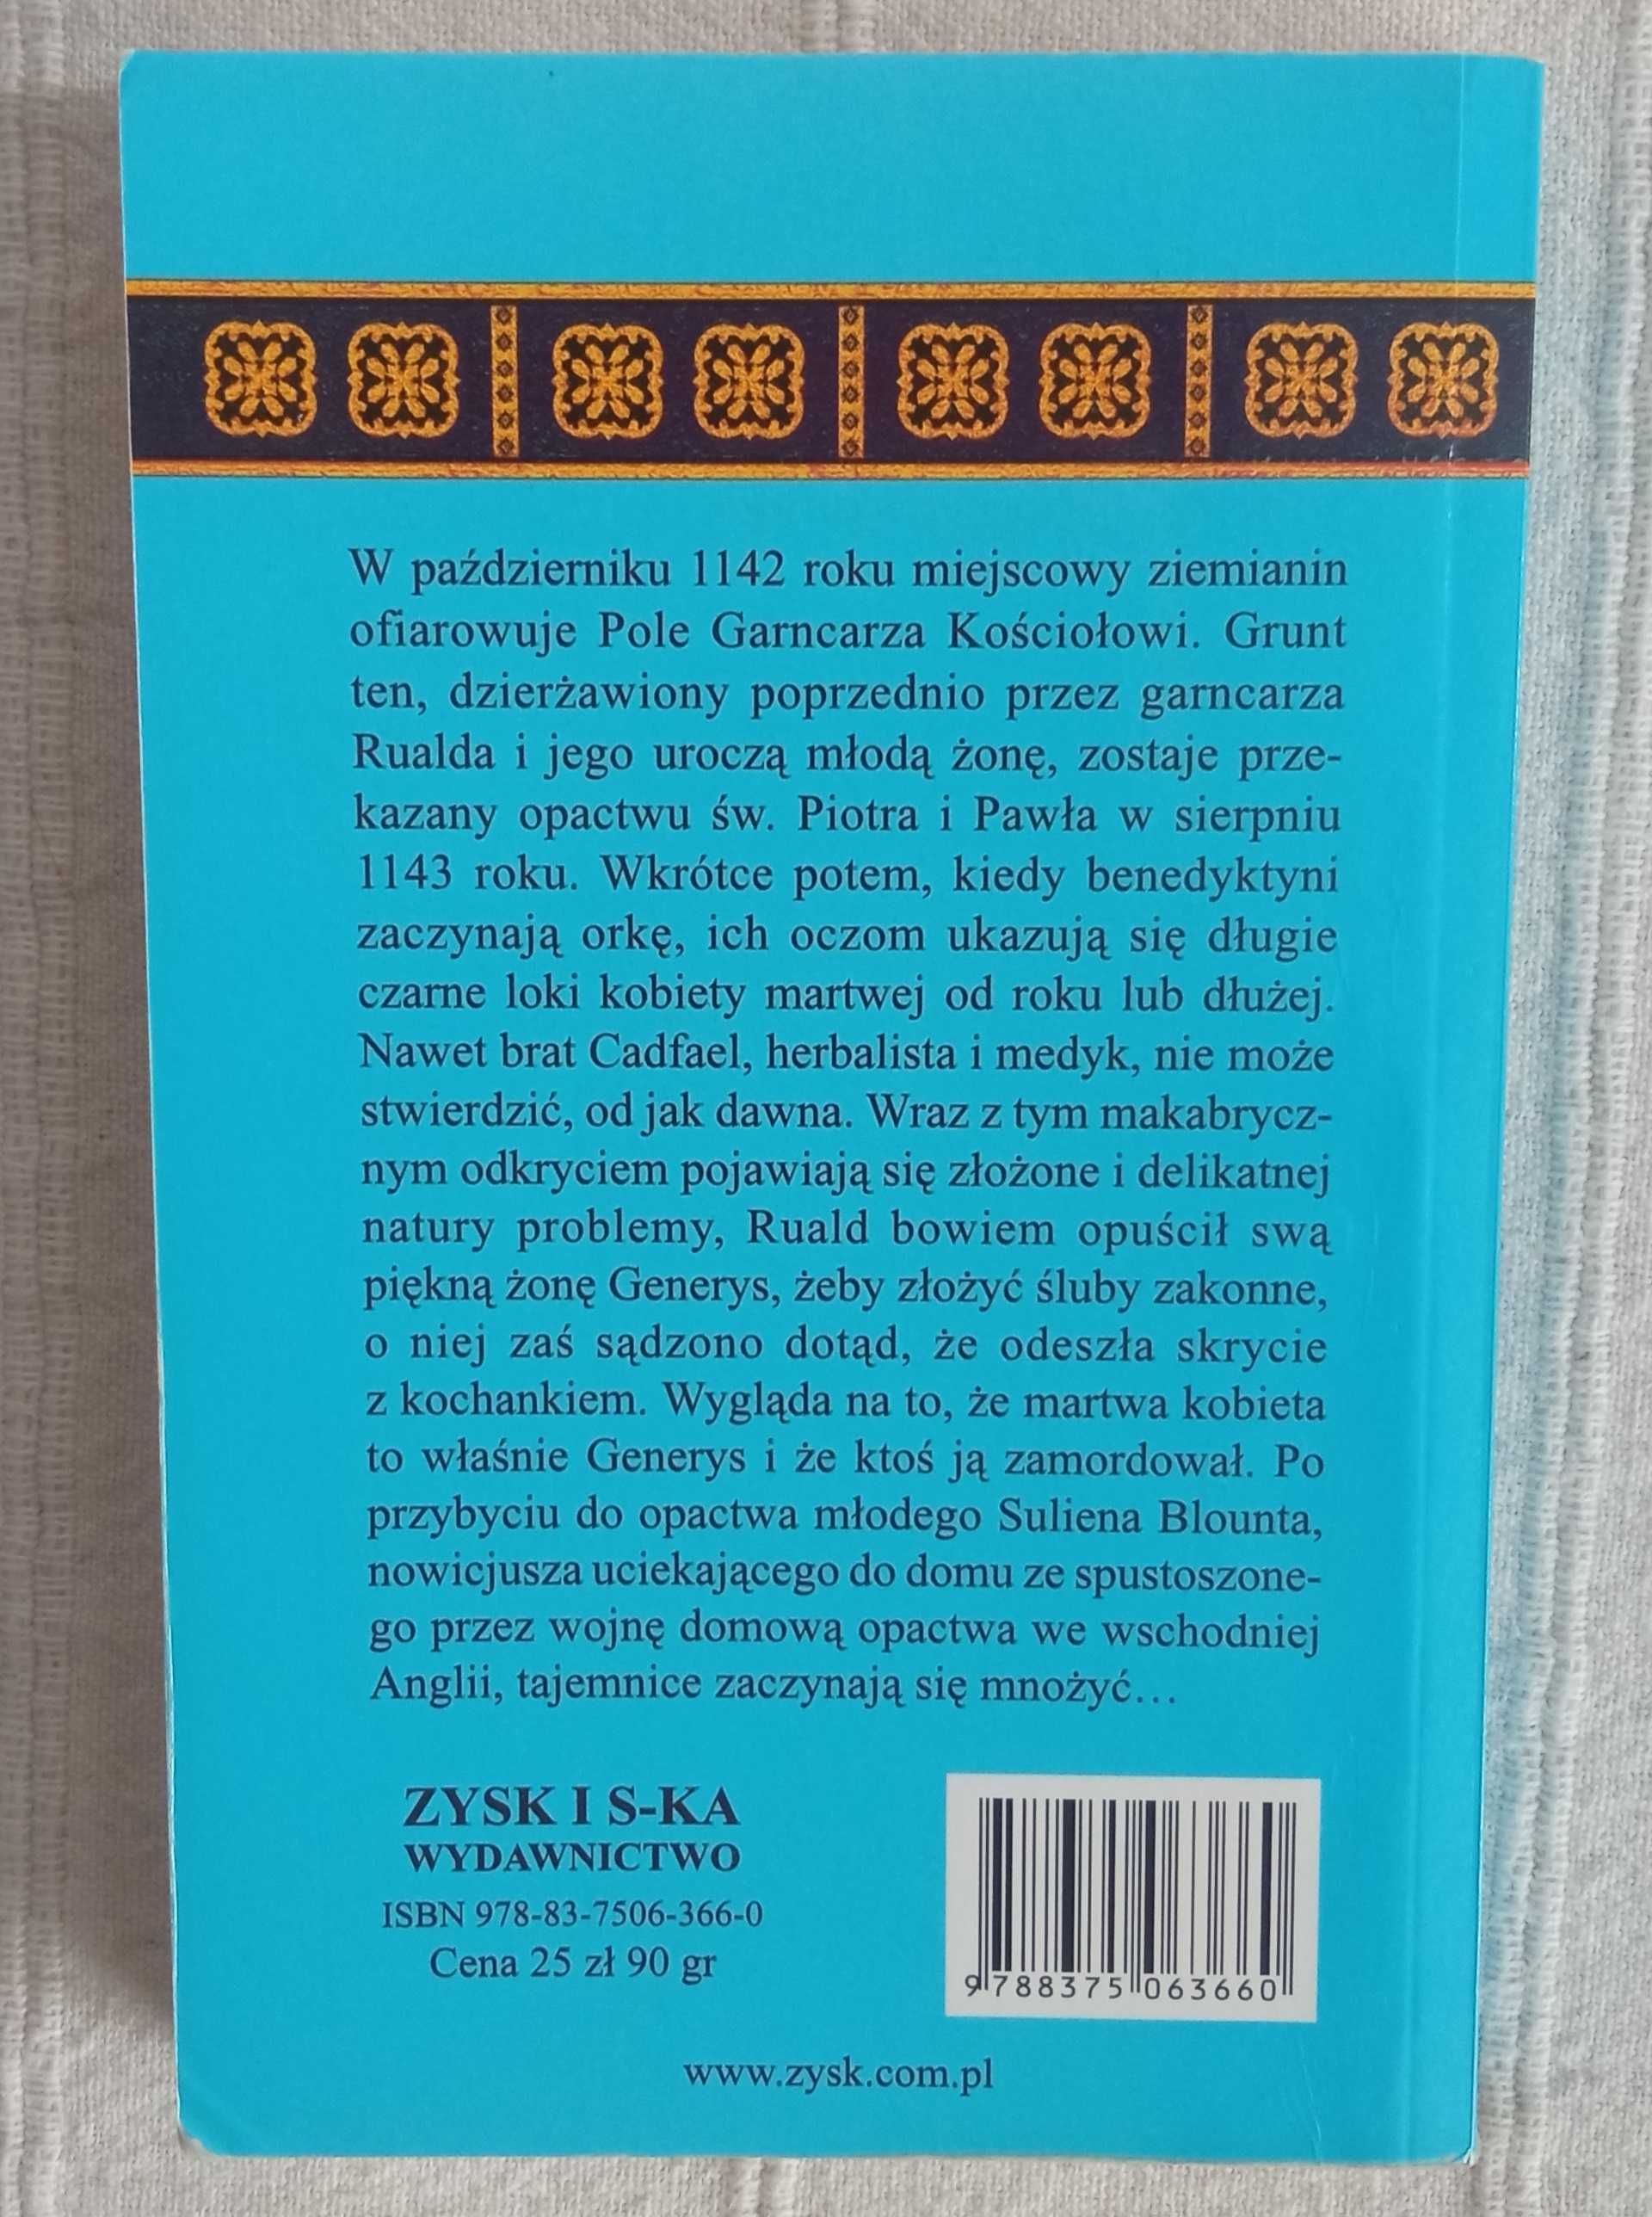 W październiku 1142 roku miejscowy ziemianin
ofiarowuje Pole Garncarza Kościołowi. Grunt
ten, dzierżawiony poprzednio przez garncarza
Rualda i jego uroczą młodą żonę, zostaje prze-
kazany opactwu św. Piotra i Pawła w sierpniu
1143 roku. Wkrótce potem, kiedy benedyktyni
zaczynają orkę, ich oczom ukazują się długie
czarne loki kobiety martwej od roku lub dłużej.
Nawet brat Cadfael, herbalista i medyk, nie może
stwierdzić, od jak dawna. Wraz z tym makabrycz-
nym odkryciem pojawiają się złożone i delikatnej
natury problemy, Ruald bowiem opuścił swą
piękną żonę Generys, żeby złożyć śluby zakonne,
o niej zaś sądzono dotąd, że odeszła skrycie
z kochankiem. Wygląda na to, że martwa kobieta
to właśnie Generys i że ktoś ją zamordował. Po
przybyciu do opactwa młodego Suliena Blounta,
nowicjusza uciekającego do domu ze spustoszone-
go przez wojnę domową opactwa we wschodniej
Anglii, tajemnice zaczynają się mnożyć...
ZYSK I S-KA
WYDAWNICTWO
ISBN 978-83-7506-366-0
Cena 25 zł 90 gr
9 788375 063660
www.zysk.com.pl